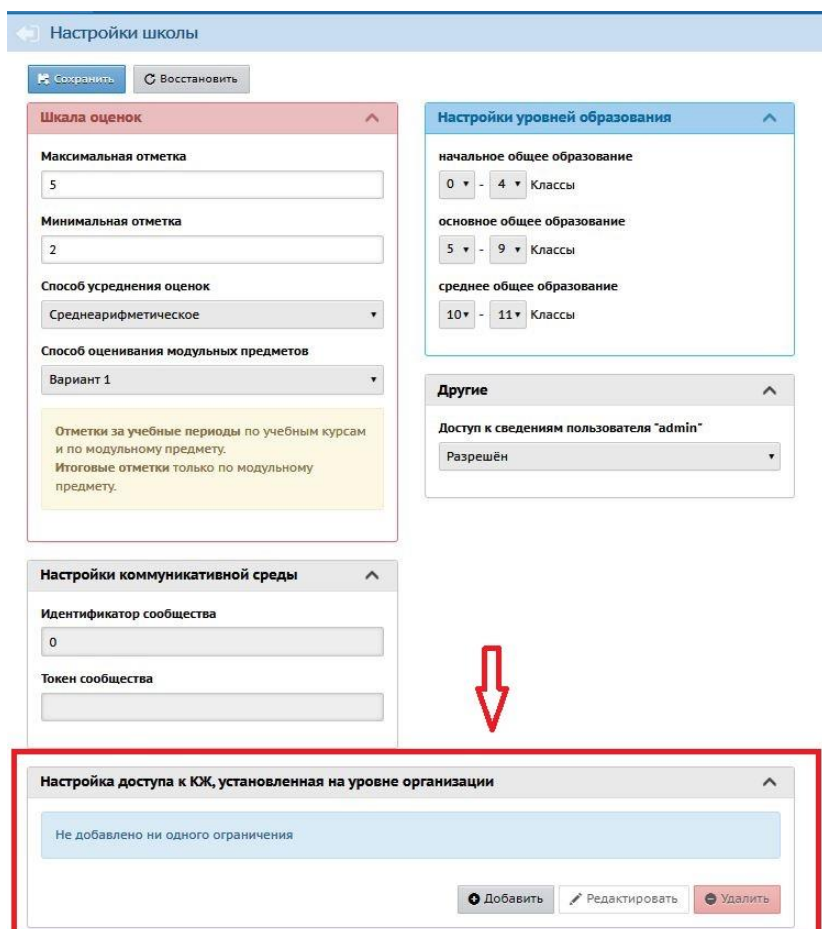 Настройки школы
Сохранить
Восстановить
Шкала оценок
Максимальная отметка
5
Минимальная отметка
2
Способ усреднения оценок
Среднеарифметическое
Способ оценивания модульных предметов
Вариант 1
Отметки за учебные периоды по учебным курсам
и по модульному предмету.
Итоговые отметки только по модульному
предмету.
Настройки уровней образования
начальное общее образование
0 - 4 Классы
основное общее образование
5 - 9 Классы
среднее общее образование
10 - 11 Классы
Другие
Доступ к сведениям пользователя "admin"
Разрешён
Настройки коммуникативной среды
Идентификатор сообщества
0
Токен сообщества
Настройка доступа к КЖ, установленная на уровне организации
Не добавлено ни одного ограничения
Добавить
Редактировать
Удалить